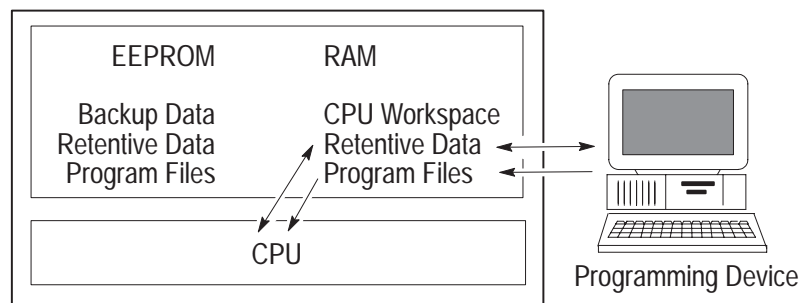 EEPROM RAM
Backup Data CPU Workspace
Retentive Data Retentive Data
Program Files Program Files
CPU
Programming Device